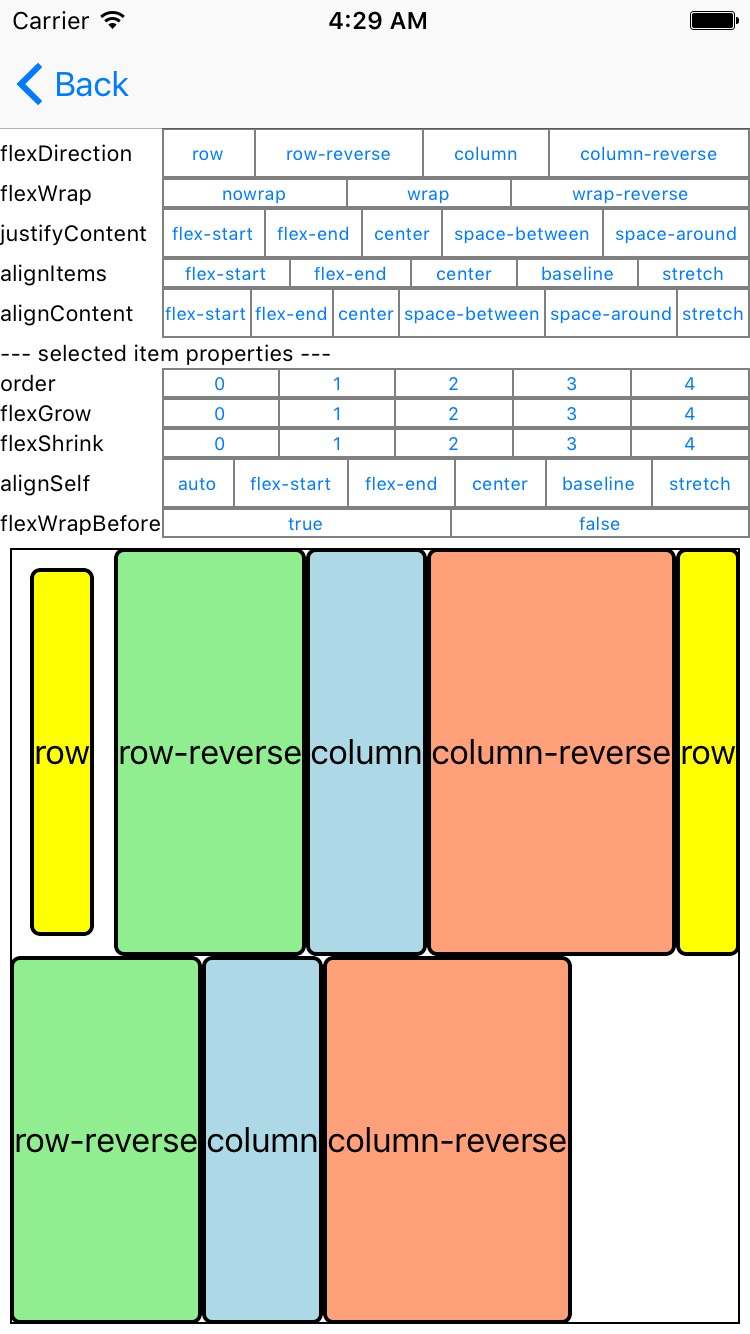 Carrier 4:29 AM
Back
flexDirection row row-reverse column column-reverse
flexWrap nowrap wrap wrap-reverse
justifyContent flex-start flex-end center space-between space-around
alignItems flex-start flex-end center baseline stretch
alignContent flex-start flex-end center space-between space-around stretch
--- selected item properties ---
order 0 1 2 3 4
flexGrow 0 1 2 3 4
flexShrink 0 1 2 3 4
alignSelf auto flex-start flex-end center baseline stretch
flexWrapBefore true false
row row-reverse column column-reverse row
row-reverse column column-reverse